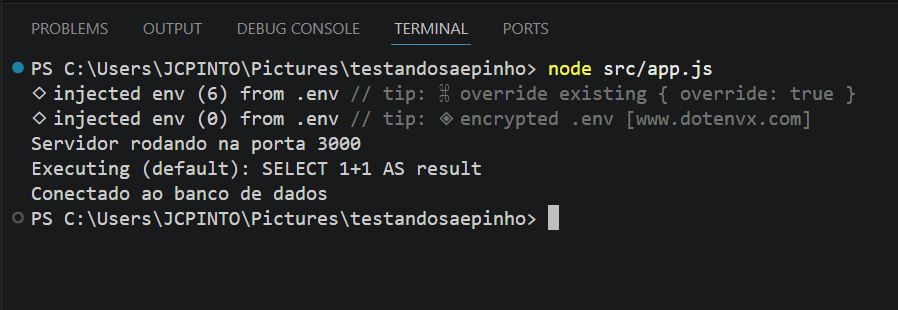 PROBLEMS OUTPUT DEBUG CONSOLE TERMINAL PORTS
PS C:\Users\JCPINTO\Pictures\testandosaepinho> node src/app.js
◇ injected env (6) from .env // tip: ⌘ override existing { override: true }
◇ injected env (0) from .env // tip: ◈ encrypted .env [www.dotenvx.com]
Servidor rodando na porta 3000
Executing (default): SELECT 1+1 AS result
Conectado ao banco de dados
PS C:\Users\JCPINTO\Pictures\testandosaepinho>